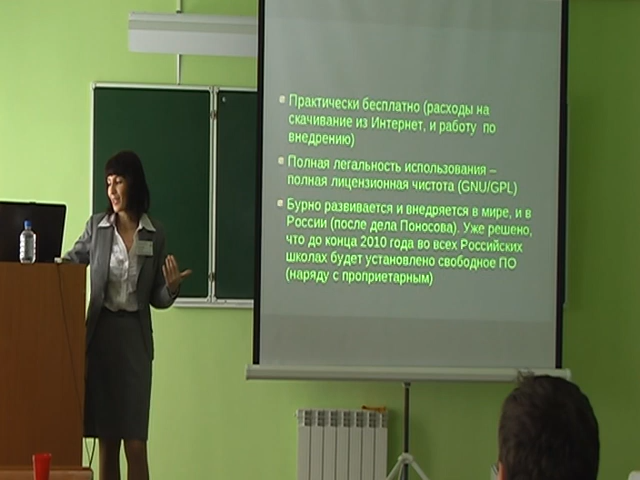 Практически бесплатно (расходы на
скачивание из Интернет, и работу по
внедрению)
Полная легальность использования –
полная лицензионная чистота (GNU/GPL)
Бурно развивается и внедряется в мире, и в
России (после дела Поносова). Уже решено,
что до конца 2010 года во всех Российских
школах будет установлено свободное ПО
(наряду с проприетарным)